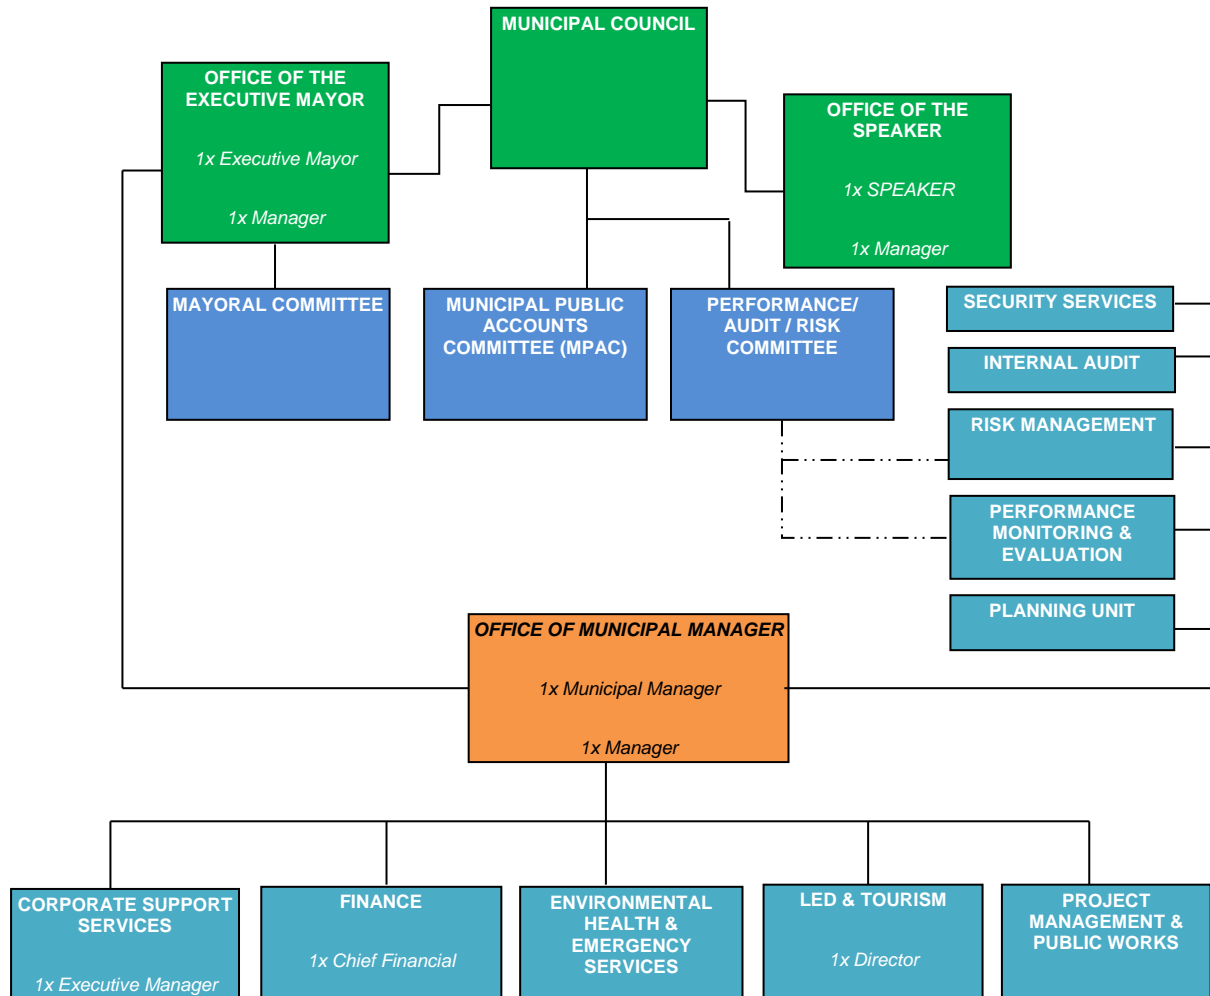 MUNICIPAL COUNCIL
OFFICE OF THE
EXECUTIVE MAYOR
1x Executive Mayor
1x Manager
OFFICE OF THE
SPEAKER
1x SPEAKER
1x Manager
MAYORAL COMMITTEE
MUNICIPAL PUBLIC
ACCOUNTS
COMMITTEE (MPAC)
PERFORMANCE/
AUDIT / RISK
COMMITTEE
SECURITY SERVICES
INTERNAL AUDIT
RISK MANAGEMENT
PERFORMANCE
MONITORING &
EVALUATION
PLANNING UNIT
OFFICE OF MUNICIPAL MANAGER
1x Municipal Manager
1x Manager
CORPORATE SUPPORT
SERVICES
1x Executive Manager
FINANCE
1x Chief Financial
ENVIRONMENTAL
HEALTH &
EMERGENCY
SERVICES
LED & TOURISM
1x Director
PROJECT
MANAGEMENT &
PUBLIC WORKS